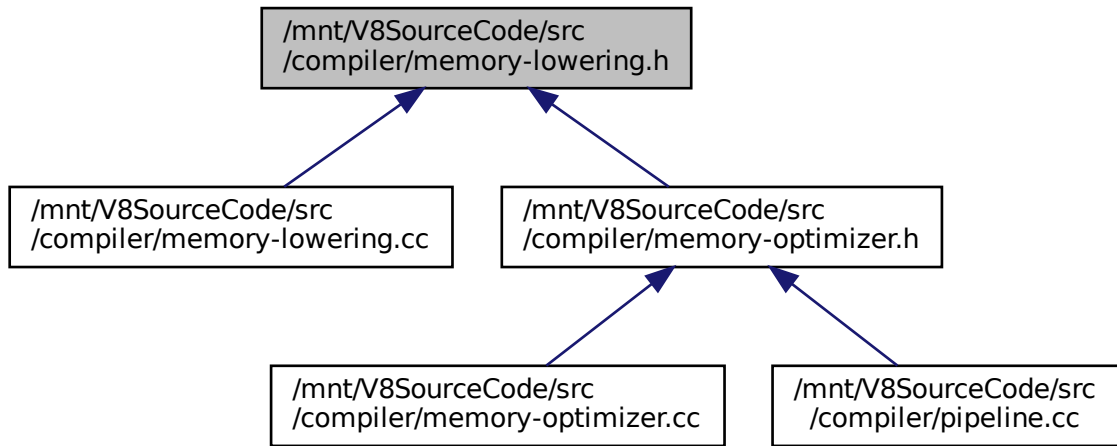 /mnt/V8SourceCode/src
/compiler/memory-lowering.h
/mnt/V8SourceCode/src
/compiler/memory-lowering.cc
/mnt/V8SourceCode/src
/compiler/memory-optimizer.h
/mnt/V8SourceCode/src
/compiler/memory-optimizer.cc
/mnt/V8SourceCode/src
/compiler/pipeline.cc